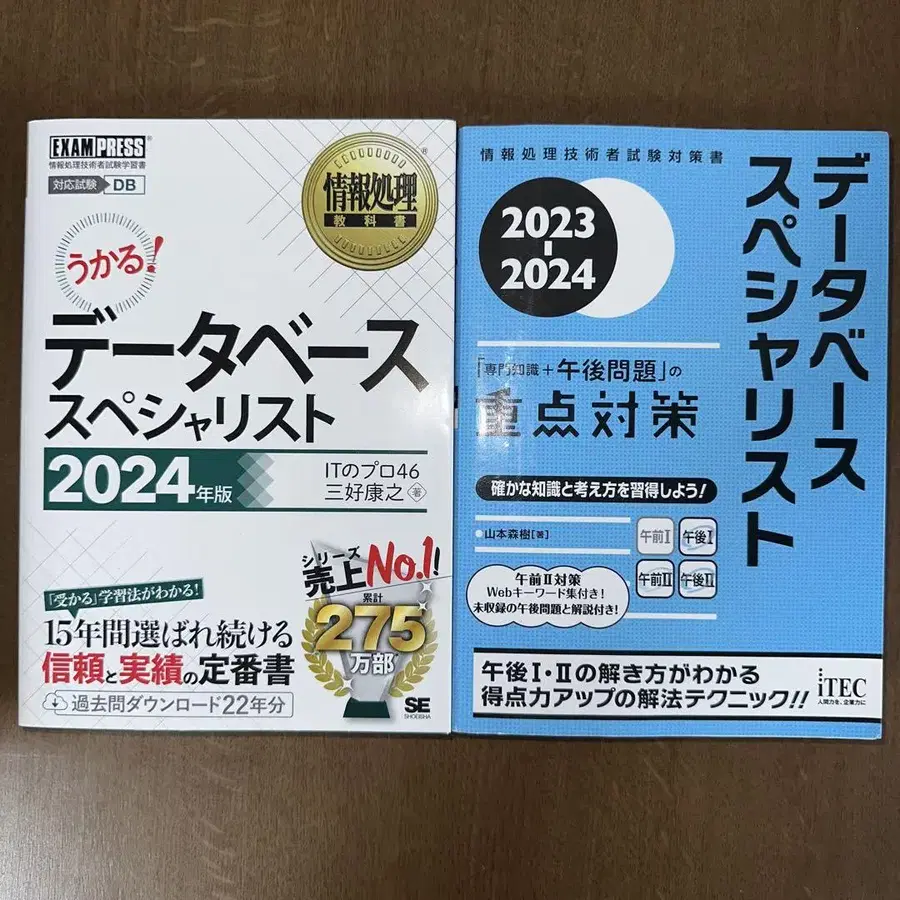 EXAMPRESS®
情報処理技術者試験学習書
対応試験 DB
情報処理®
教科書
うかる!
データベース
スペシャリスト
2024年版
ITのプロ46
三好康之 著
シリーズ
売上No.1!
累計
275
万部
「受かる」学習法がわかる!
15年間選ばれ続ける
信頼と実績の定番書
過去問ダウンロード22年分
SE
SHOEISHA
情報処理技術者試験対策書
2023-
2024
データベース
スペシャリスト
「専門知識+午後問題」の
重点対策
確かな知識と考え方を習得しよう!
山本森樹[著]
午前Ⅰ 午後Ⅰ
午前Ⅱ 午後Ⅱ
午前Ⅱ対策
Webキーワード集付き!
未収録の午後問題と解説付き!
午後Ⅰ・Ⅱの解き方がわかる
得点力アップの解法テクニック!!
iTEC
人間力を、企業力に